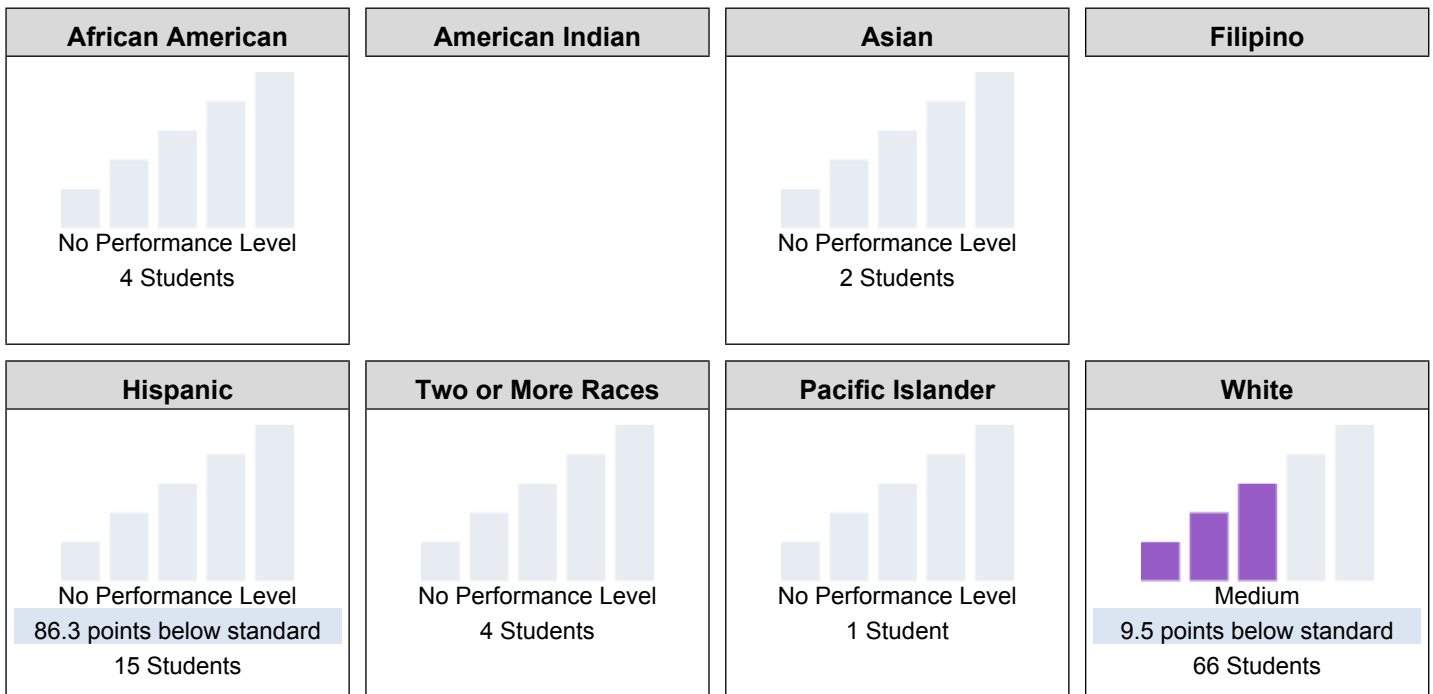 African American
American Indian
Asian
Filipino
No Performance Level
4 Students
No Performance Level
2 Students
Hispanic
Two or More Races
Pacific Islander
White
No Performance Level
86.3 points below standard
15 Students
No Performance Level
4 Students
No Performance Level
1 Student
Medium
9.5 points below standard
66 Students